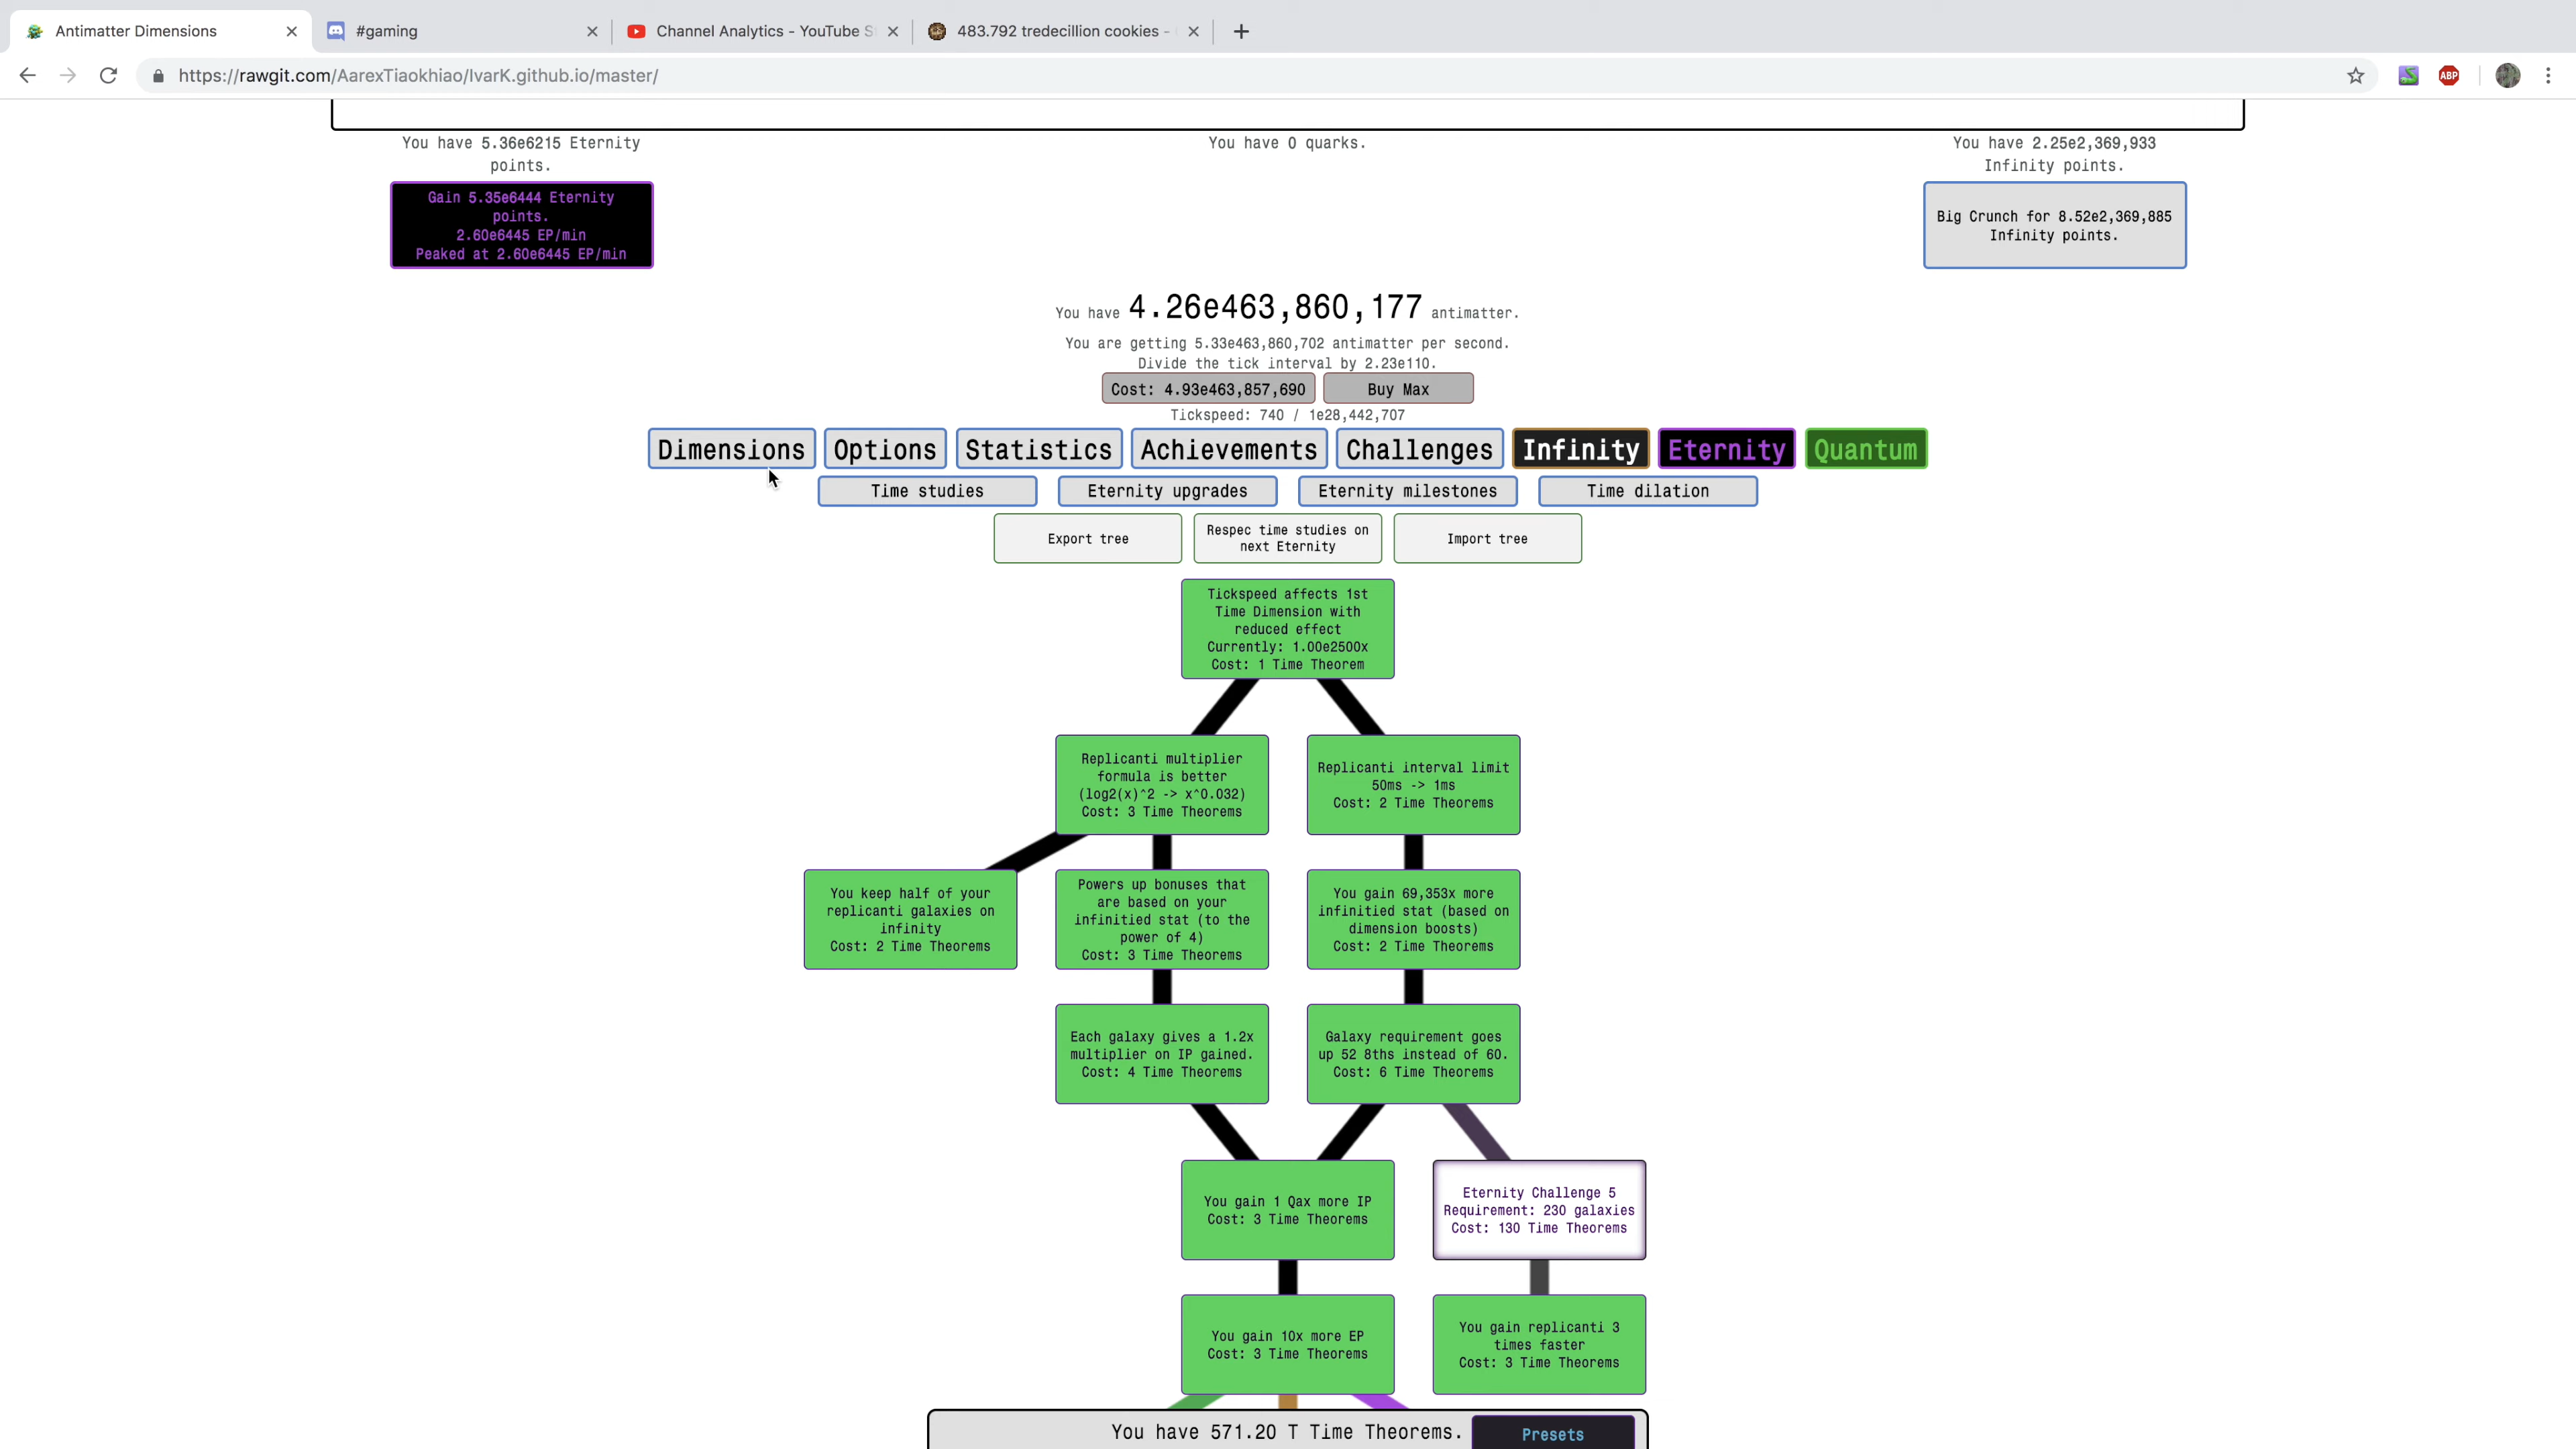 Antimatter Dimensions
#gaming
Channel Analytics - YouTube S
483.792 tredecillion cookies -
https://rawgit.com/AarexTiaokhiao/IvarK.github.io/master/
ABP
You have 5.36e6215 Eternity
points.
You have 0 quarks.
You have 2.25e2,369,933
Infinity points.
Gain 5.35e6444 Eternity
points.
2.60e6445 EP/min
Peaked at 2.60e6445 EP/min
Big Crunch for 8.52e2,369,885
Infinity points.
You have 4.26e463,860,177 antimatter.
You are getting 5.33e463,860,702 antimatter per second.
Divide the tick interval by 2.23e110.
Cost: 4.93e463,857,690
Buy Max
Tickspeed: 740 / 1e28,442,707
Dimensions
Options
Statistics
Achievements
Challenges
Infinity
Eternity
Quantum
Time studies
Eternity upgrades
Eternity milestones
Time dilation
Export tree
Respec time studies on
next Eternity
Import tree
Tickspeed affects 1st
Time Dimension with
reduced effect
Currently: 1.00e2500x
Cost: 1 Time Theorem
Replicanti multiplier
formula is better
(log2(x)^2 -> x^0.032)
Cost: 3 Time Theorems
Replicanti interval limit
50ms -> 1ms
Cost: 2 Time Theorems
You keep half of your
replicanti galaxies on
infinity
Cost: 2 Time Theorems
Powers up bonuses that
are based on your
infinitied stat (to the
power of 4)
Cost: 3 Time Theorems
You gain 69,353x more
infinitied stat (based on
dimension boosts)
Cost: 2 Time Theorems
Each galaxy gives a 1.2x
multiplier on IP gained.
Cost: 4 Time Theorems
Galaxy requirement goes
up 52 8ths instead of 60.
Cost: 6 Time Theorems
You gain 1 Qax more IP
Cost: 3 Time Theorems
Eternity Challenge 5
Requirement: 230 galaxies
Cost: 130 Time Theorems
You gain 10x more EP
Cost: 3 Time Theorems
You gain replicanti 3
times faster
Cost: 3 Time Theorems
You have 571.20 T Time Theorems.
Presets